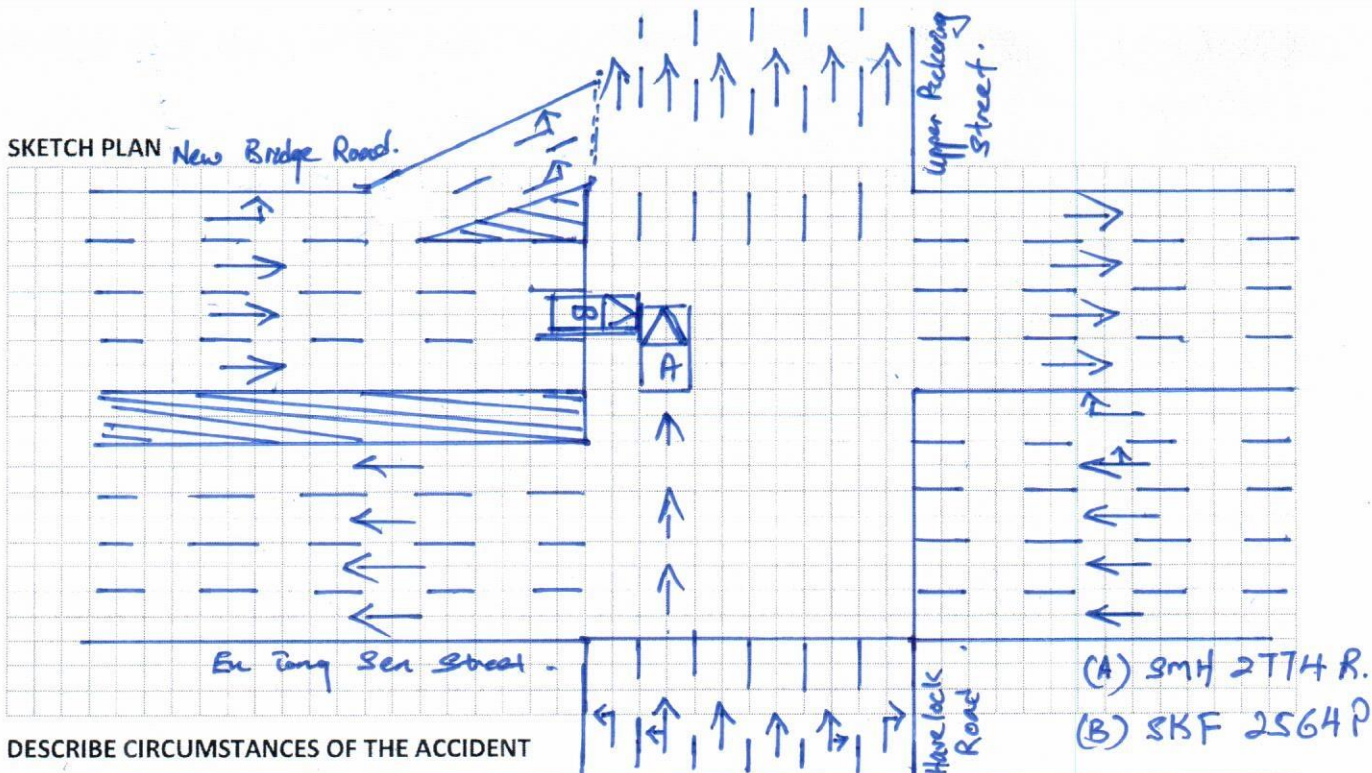 Upper Pickering
Street.
SKETCH PLAN New Bridge Road.
B
A
Eu Tong Sen Street.
Havelock
Road
(A) SMH 2774 R.
(B) SKF 2564 P
DESCRIBE CIRCUMSTANCES OF THE ACCIDENT